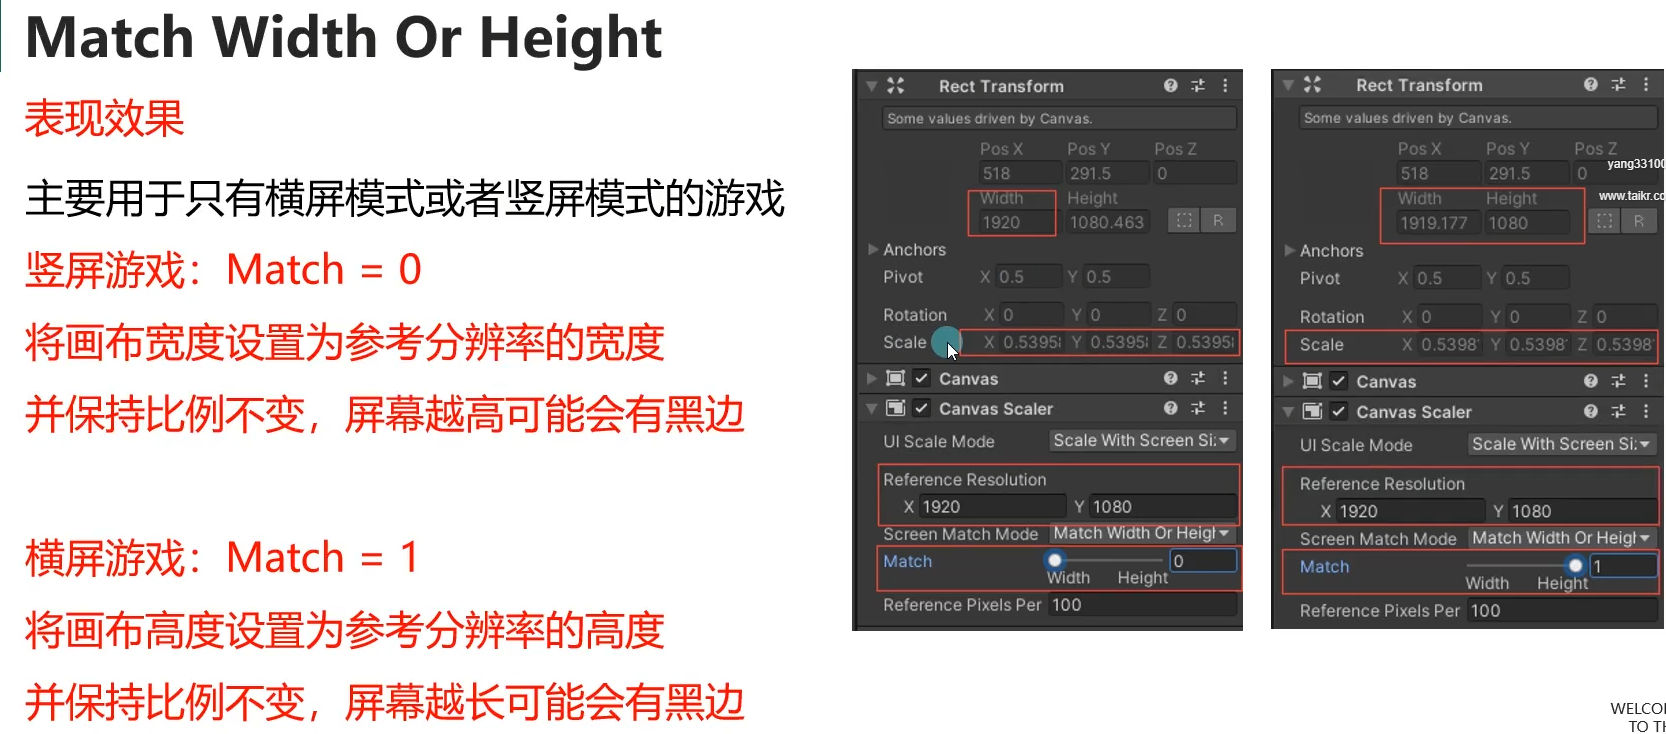 Match Width Or Height
表现效果
主要用于只有横屏模式或者竖屏模式的游戏
竖屏游戏：Match = 0
将画布宽度设置为参考分辨率的宽度
并保持比例不变，屏幕越高可能会有黑边
横屏游戏：Match = 1
将画布高度设置为参考分辨率的高度
并保持比例不变，屏幕越长可能会有黑边
Rect Transform
Some values driven by Canvas.
Pos X Pos Y Pos Z
518 291.5 0
Width Height
1920 1080.463 R
Anchors
Pivot X 0.5 Y 0.5
Rotation X 0 Y 0 Z 0
Scale X 0.5395 Y 0.5395 Z 0.5395
Canvas
Canvas Scaler
UI Scale Mode Scale With Screen Si
Reference Resolution
X 1920 Y 1080
Screen Match Mode Match Width Or Heig
Match 0
Width Height
Reference Pixels Per 100
Rect Transform
Some values driven by Canvas.
Pos X Pos Y Pos Z
518 291.5 0
Width Height
1919.177 1080 R
Anchors
Pivot X 0.5 Y 0.5
Rotation X 0 Y 0 Z 0
Scale X 0.5398 Y 0.5398 Z 0.5398
Canvas
Canvas Scaler
UI Scale Mode Scale With Screen Si
Reference Resolution
X 1920 Y 1080
Screen Match Mode Match Width Or Heig
Match 1
Width Height
Reference Pixels Per 100
yang33100
www.taikr.co
WELCO
TO TH